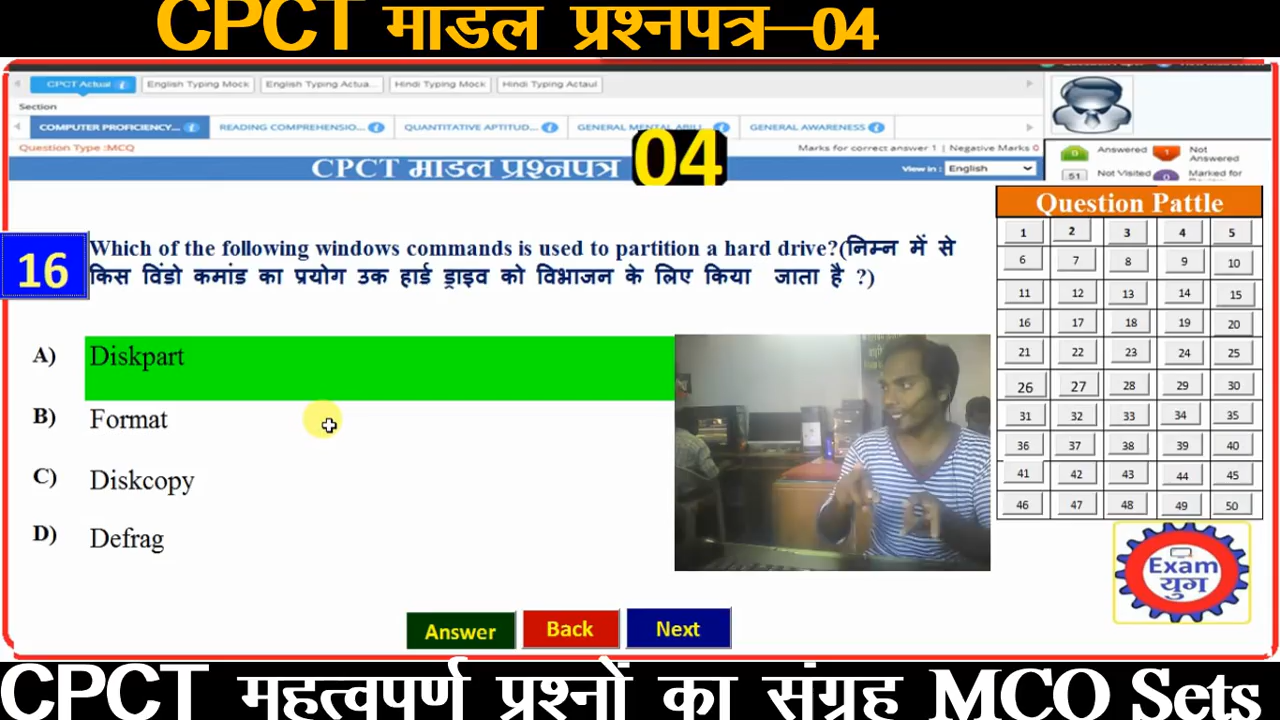 CPCT माडल प्रश्नपत्र–04
CPCT Actual
English Typing Mock
English Typing Actua...
Hindi Typing Mock
Hindi Typing Actaul
Section
COMPUTER PROFICIENCY...
READING COMPREHENSIO...
QUANTITATIVE APTITUD...
GENERAL MENTAL ABILI
GENERAL AWARENESS
Question Type :MCQ
Marks for correct answer 1 | Negative Marks 0
CPCT माडल प्रश्नपत्र 04
View in : English
0 Answered 1 Not Answered
51 Not Visited 0 Marked for
Question Pattle
1 2 3 4 5
6 7 8 9 10
11 12 13 14 15
16 17 18 19 20
21 22 23 24 25
26 27 28 29 30
31 32 33 34 35
36 37 38 39 40
41 42 43 44 45
46 47 48 49 50
16
Which of the following windows commands is used to partition a hard drive?(निम्न में से
किस विंडो कमांड का प्रयोग उक हार्ड ड्राइव को विभाजन के लिए किया जाता है ?)
A) Diskpart
B) Format
C) Diskcopy
D) Defrag
Exam
युग
Answer Back Next
CPCT महत्वपर्ण प्रश्नों का संग्रह MCQ Sets